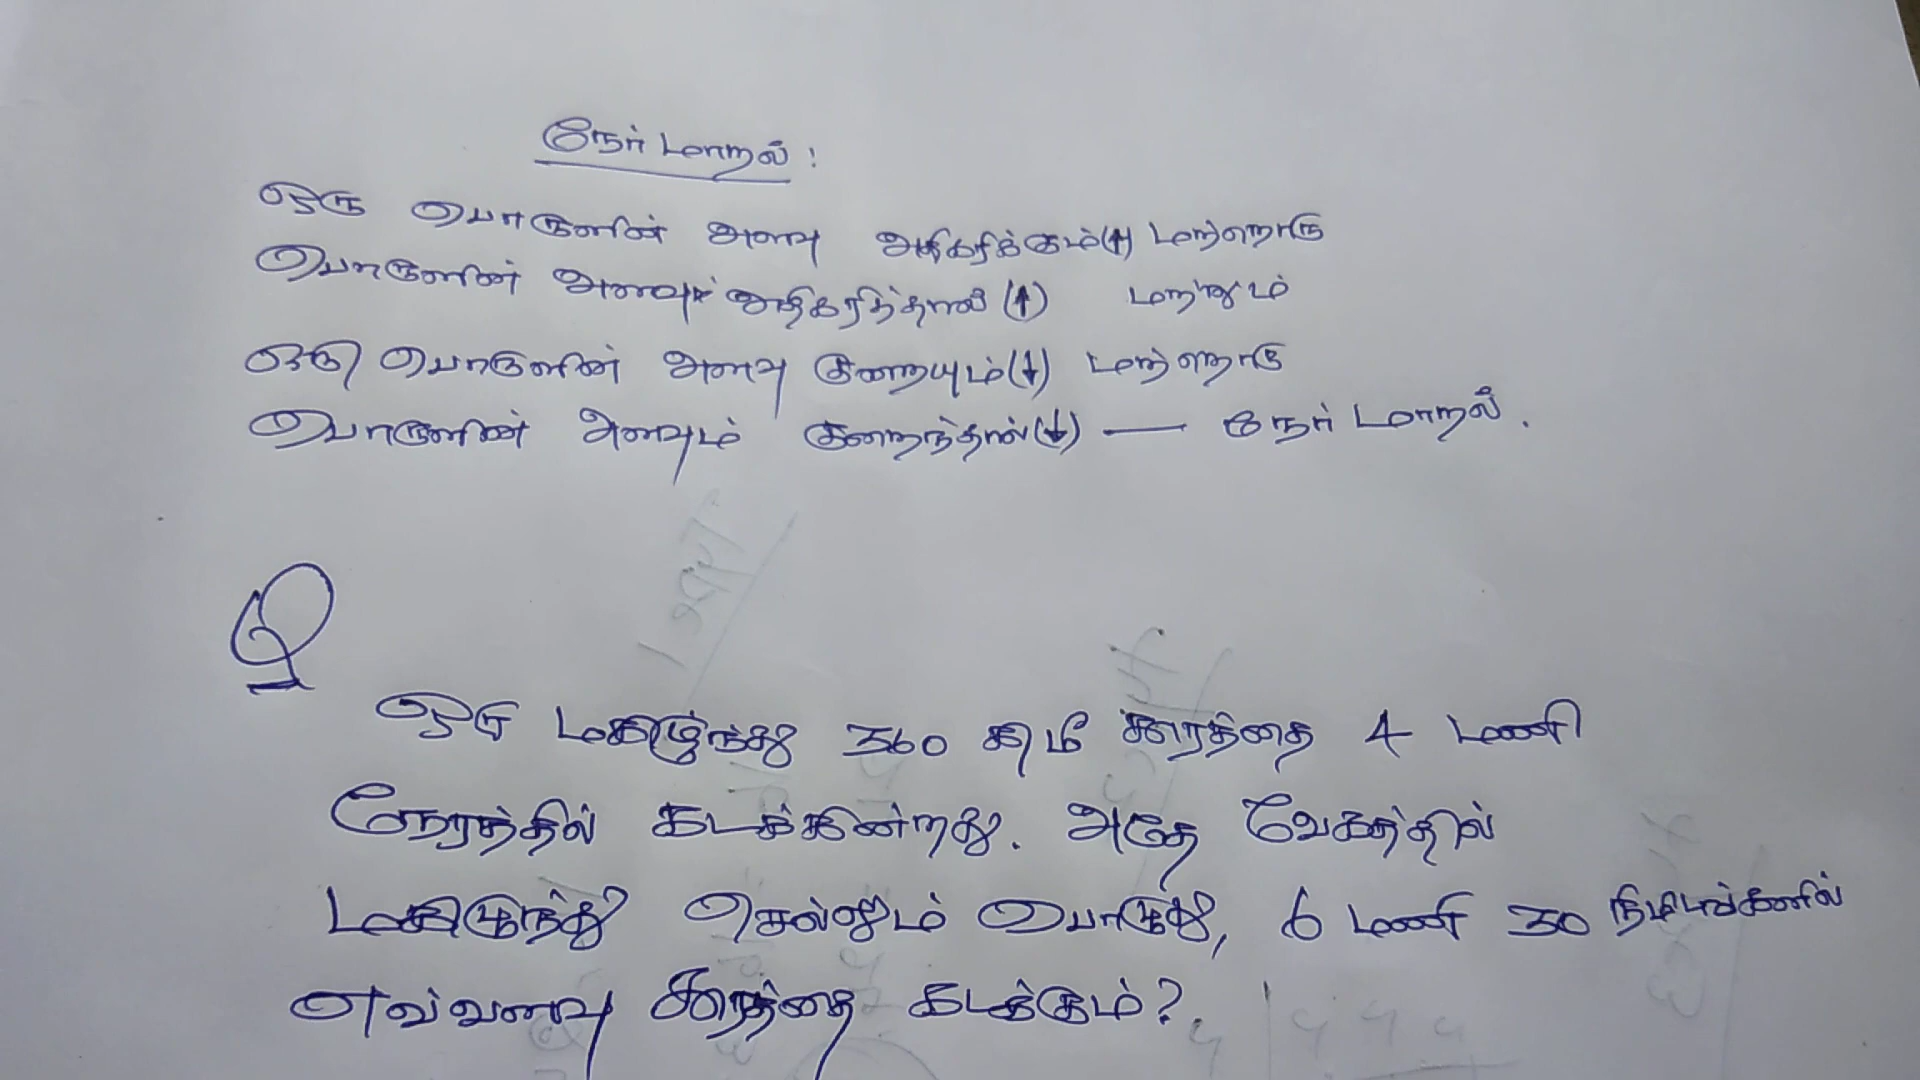 நேர் மாறல் :
ஒரு பொருளின் அளவு அதிகரிக்கும்(↑) மற்றொரு
பொருளின் அளவும் அதிகரித்தால் (↑) மற்றும்
ஒரு பொருளின் அளவு குறையும்(↓) மற்றொரு
பொருளின் அளவும் குறைந்தால்(↓) — நேர் மாறல்.
Q
ஒரு மகிழுந்து 360 கிமீ தூரத்தை 4 மணி
நேரத்தில் கடக்கின்றது. அதே வேகத்தில்
மகிழுந்து செல்லும் பொழுது, 6 மணி 30 நிமிடங்களில்
எவ்வளவு தூரத்தை கடக்கும்?